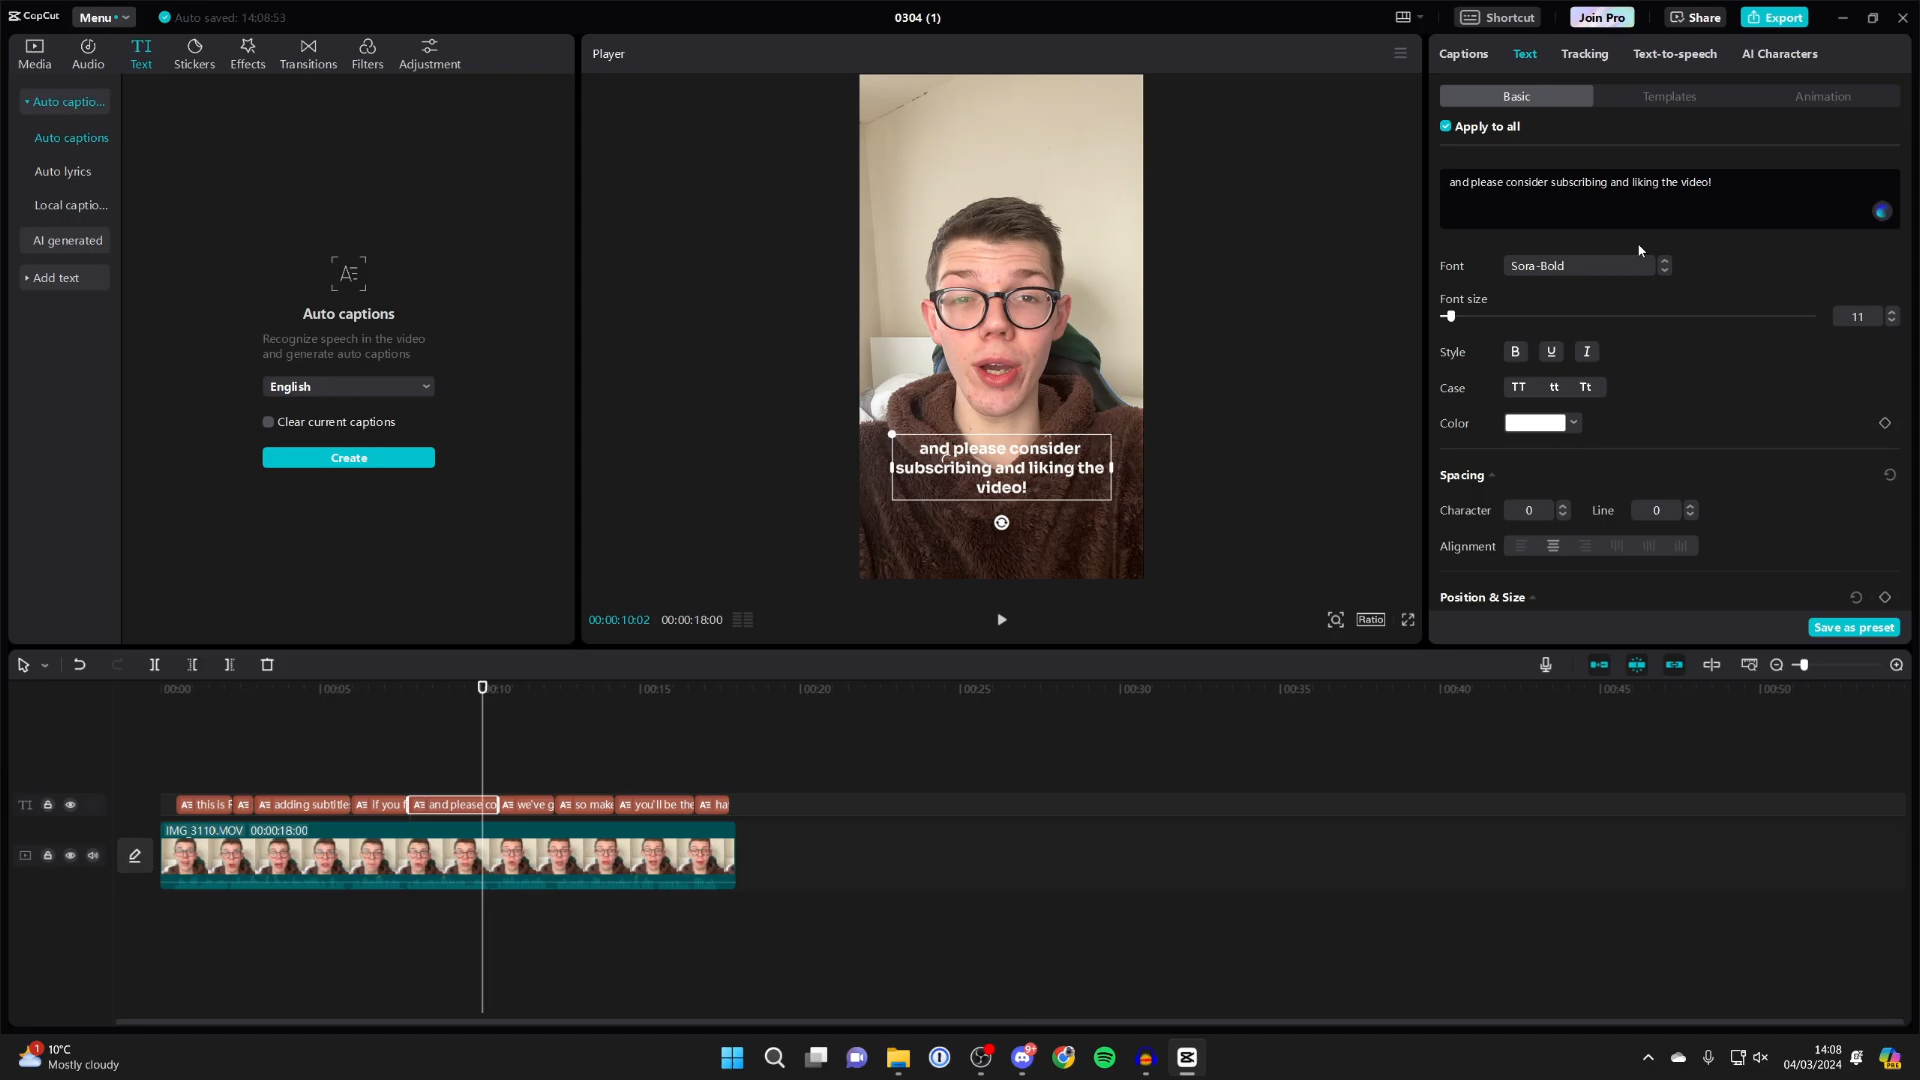 CapCut
Menu
Auto saved: 14:08:53
0304 (1)
Shortcut
Join Pro
Share
Export
Media
Audio
TI
Text
Stickers
Effects
Transitions
Filters
Adjustment
Auto captio...
Auto captions
Auto lyrics
Local captio...
AI generated
Add text
Auto captions
Recognize speech in the video
and generate auto captions
English
Clear current captions
Create
Player
and please consider
subscribing and liking the
video!
00:00:10:02
00:00:18:00
Ratio
Captions
Text
Tracking
Text-to-speech
AI Characters
Basic
Templates
Animation
Apply to all
and please consider subscribing and liking the video!
Font
Sora-Bold
Font size
11
Style
B
U
I
Case
TT
tt
Tt
Color
Spacing
Character
0
Line
0
Alignment
Position & Size
Save as preset
00:00
00:05
00:10
00:15
00:20
00:25
00:30
00:35
00:40
00:45
00:50
TI
this is F
adding subtitle
if you f
and please co
we've g
so make
you'll be the
ha
IMG_3110.MOV 00:00:18:00
1
10°C
Mostly cloudy
9+
14:08
04/03/2024
PRE